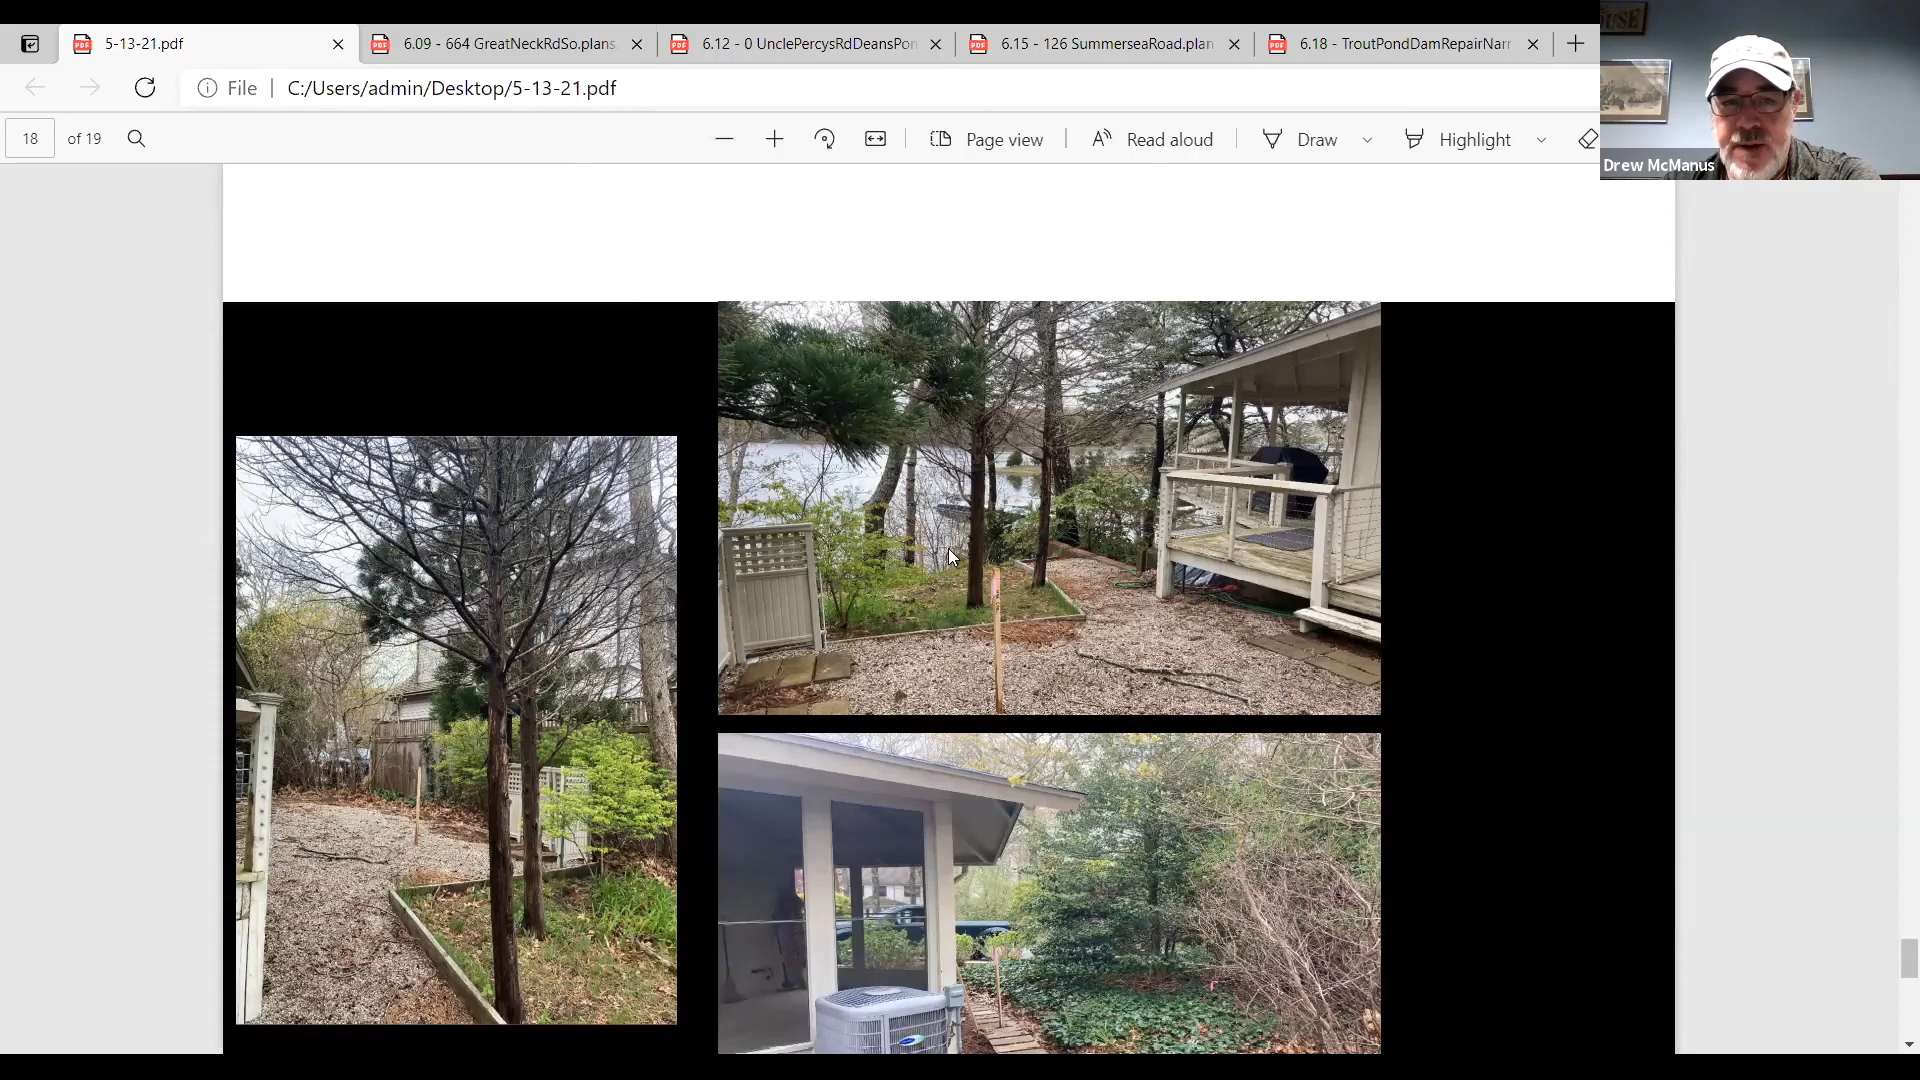 5-13-21.pdf
6.09 - 664 GreatNeckRdSo.plans.
6.12 - 0 UnclePercysRdDeansPon
6.15 - 126 SummerseaRoad.plan
6.18 - TroutPondDamRepairNarr
File
C:/Users/admin/Desktop/5-13-21.pdf
18 of 19
Page view
Read aloud
Draw
Highlight
Drew McManus